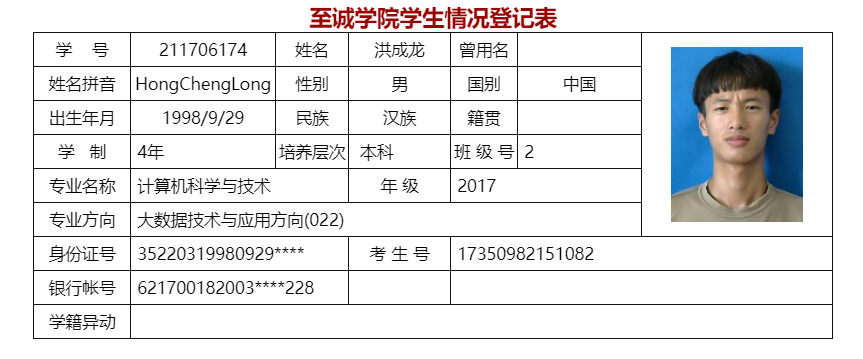 至诚学院学生情况登记表
学 号 211706174 姓名 洪成龙 曾用名
姓名拼音 HongChengLong 性别 男 国别 中国
出生年月 1998/9/29 民族 汉族 籍贯
学 制 4年 培养层次 本科 班 级 号 2
专业名称 计算机科学与技术 年 级 2017
专业方向 大数据技术与应用方向(022)
身份证号 35220319980929**** 考 生 号 17350982151082
银行帐号 621700182003****228
学籍异动